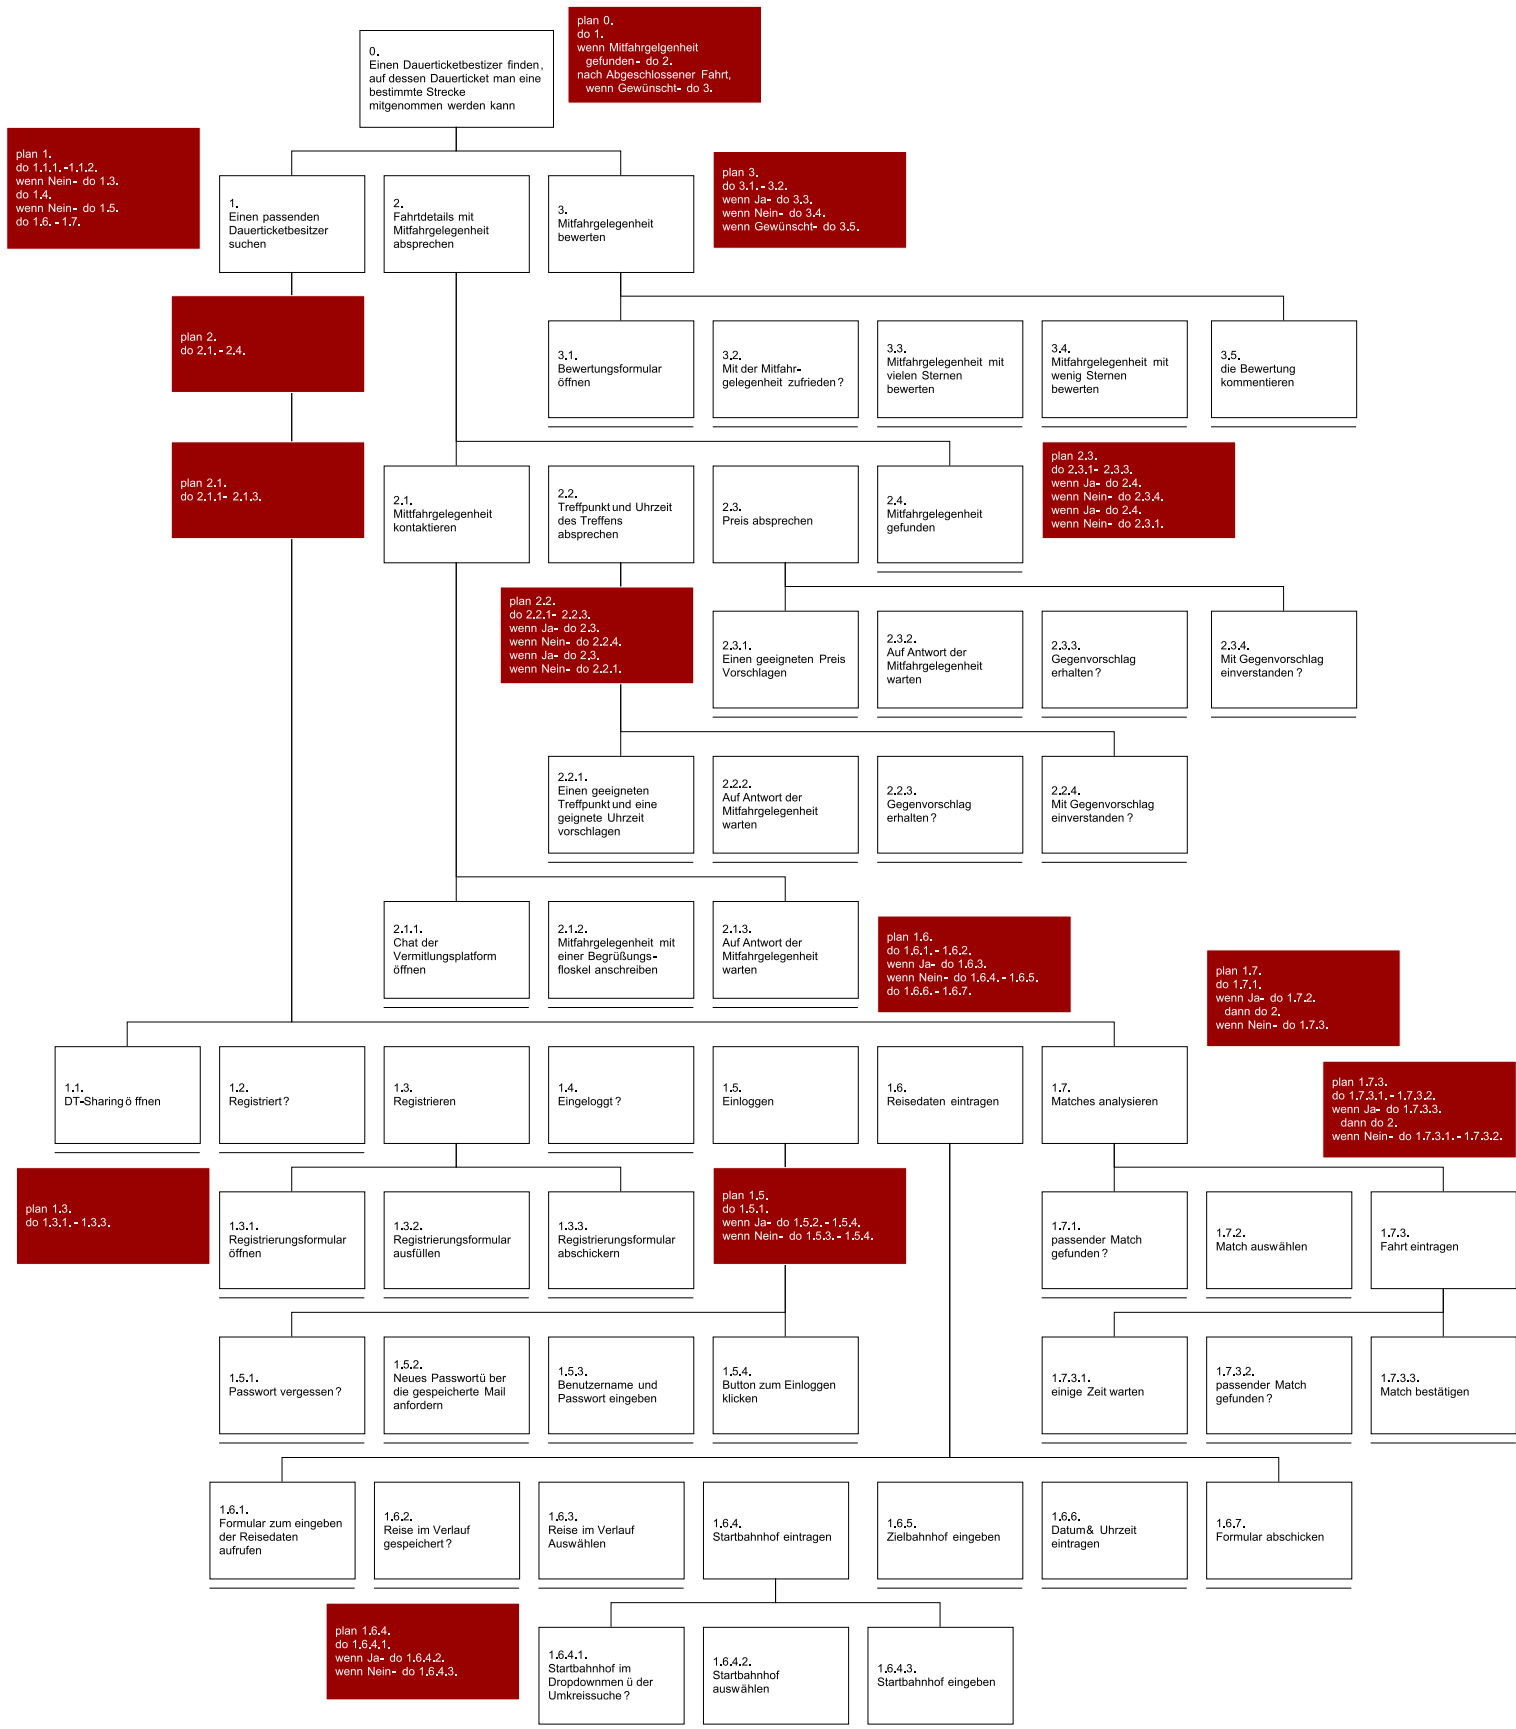 plan 0.
do 1.
wenn Mitfahrgelgenheit
gefunden- do 2.
nach Abgeschlossener Fahrt,
wenn Gewünscht- do 3.
0.
Einen Dauerticketbestizer finden,
auf dessen Dauerticket man eine
bestimmte Strecke
mitgenommen werden kann
plan 1.
do 1.1.1.-1.1.2.
wenn Nein- do 1.3.
do 1.4.
wenn Nein- do 1.5.
do 1.6.-1.7.
1.
Einen passenden
Dauerticketbesitzer
suchen
2.
Fahrtdetails mit
Mitfahrgelegenheit
absprechen
3.
Mitfahrgelegenheit
bewerten
plan 3.
do 3.1.-3.2.
wenn Ja- do 3.3.
wenn Nein- do 3.4.
wenn Gewünscht- do 3.5.
plan 2.
do 2.1.-2.4.
3.1.
Bewertungsformular
öffnen
3.2.
Mit der Mitfahr-
gelegenheit zufrieden?
3.3.
Mitfahrgelegenheit mit
vielen Sternen
bewerten
3.4.
Mitfahrgelegenheit mit
wenig Sternen
bewerten
3.5.
die Bewertung
kommentieren
plan 2.1.
do 2.1.1- 2.1.3.
2.1.
Mittfahrgelegenheit
kontaktieren
2.2.
Treffpunkt und Uhrzeit
des Treffens
absprechen
2.3.
Preis absprechen
2.4.
Mitfahrgelegenheit
gefunden
plan 2.3.
do 2.3.1- 2.3.3.
wenn Ja- do 2.4.
wenn Nein- do 2.3.4.
wenn Ja- do 2.4.
wenn Nein- do 2.3.1.
plan 2.2.
do 2.2.1- 2.2.3.
wenn Ja- do 2.3.
wenn Nein- do 2.2.4.
wenn Ja- do 2.3.
wenn Nein- do 2.2.1.
2.3.1.
Einen geeigneten Preis
Vorschlagen
2.3.2.
Auf Antwort der
Mitfahrgelegenheit
warten
2.3.3.
Gegenvorschlag
erhalten?
2.3.4.
Mit Gegenvorschlag
einverstanden?
2.2.1.
Einen geeigneten
Treffpunkt und eine
geignete Uhrzeit
vorschlagen
2.2.2.
Auf Antwort der
Mitfahrgelegenheit
warten
2.2.3.
Gegenvorschlag
erhalten?
2.2.4.
Mit Gegenvorschlag
einverstanden?
2.1.1.
Chat der
Vermitlungsplatform
öffnen
2.1.2.
Mitfahrgelegenheit mit
einer Begrüßungs-
floskel anschreiben
2.1.3.
Auf Antwort der
Mitfahrgelegenheit
warten
plan 1.6.
do 1.6.1.-1.6.2.
wenn Ja- do 1.6.3.
wenn Nein- do 1.6.4.-1.6.5.
do 1.6.6.-1.6.7.
plan 1.7.
do 1.7.1.
wenn Ja- do 1.7.2.
dann do 2.
wenn Nein- do 1.7.3.
1.1.
DT-Sharing ö ffnen
1.2.
Registriert?
1.3.
Registrieren
1.4.
Eingeloggt?
1.5.
Einloggen
1.6.
Reisedaten eintragen
1.7.
Matches analysieren
plan 1.7.3.
do 1.7.3.1.-1.7.3.2.
wenn Ja- do 1.7.3.3.
dann do 2.
wenn Nein- do 1.7.3.1.-1.7.3.2.
plan 1.3.
do 1.3.1.-1.3.3.
1.3.1.
Registrierungsformular
öffnen
1.3.2.
Registrierungsformular
ausfüllen
1.3.3.
Registrierungsformular
abschickern
plan 1.5.
do 1.5.1.
wenn Ja- do 1.5.2.-1.5.4.
wenn Nein- do 1.5.3.-1.5.4.
1.7.1.
passender Match
gefunden?
1.7.2.
Match auswählen
1.7.3.
Fahrt eintragen
1.5.1.
Passwort vergessen?
1.5.2.
Neues Passwortü ber
die gespeicherte Mail
anfordern
1.5.3.
Benutzername und
Passwort eingeben
1.5.4.
Button zum Einloggen
klicken
1.7.3.1.
einige Zeit warten
1.7.3.2.
passender Match
gefunden?
1.7.3.3.
Match bestätigen
1.6.1.
Formular zum eingeben
der Reisedaten
aufrufen
1.6.2.
Reise im Verlauf
gespeichert?
1.6.3.
Reise im Verlauf
Auswählen
1.6.4.
Startbahnhof eintragen
1.6.5.
Zielbahnhof eingeben
1.6.6.
Datum& Uhrzeit
eintragen
1.6.7.
Formular abschicken
plan 1.6.4.
do 1.6.4.1.
wenn Ja- do 1.6.4.2.
wenn Nein- do 1.6.4.3.
1.6.4.1.
Startbahnhof im
Dropdownmen ü der
Umkreissuche?
1.6.4.2.
Startbahnhof
auswählen
1.6.4.3.
Startbahnhof eingeben